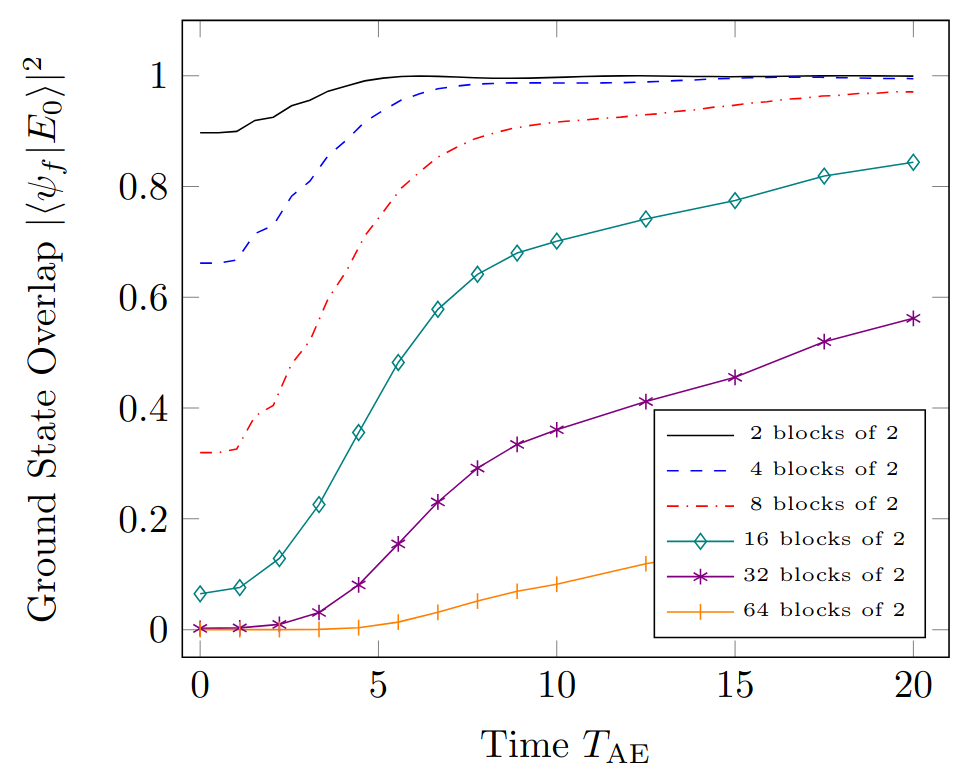 Ground State Overlap |⟨ψ_f|E_0⟩|^2
1
0.8
0.6
0.4
0.2
0
0 5 10 15 20
Time T_AE
2 blocks of 2
4 blocks of 2
8 blocks of 2
16 blocks of 2
32 blocks of 2
64 blocks of 2